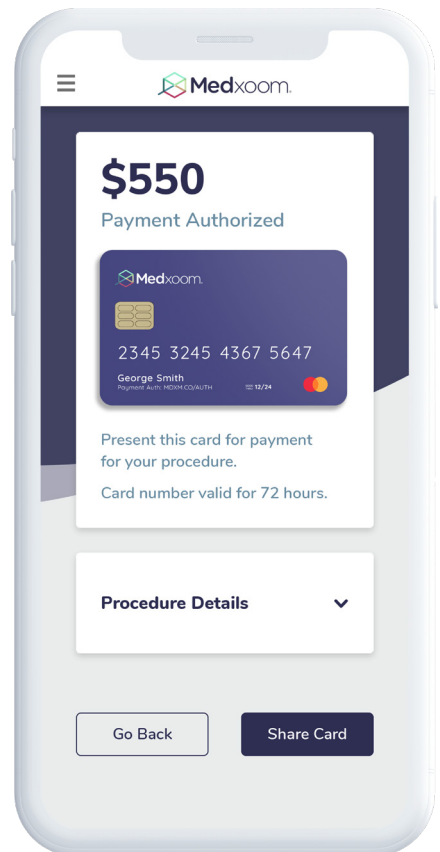 Medxoom.
$550
Payment Authorized
Medxoom.
2345 3245 4367 5647
George Smith
Payment Auth: MDXM.CO/AUTH 12/24
Present this card for payment
for your procedure.
Card number valid for 72 hours.
Procedure Details
Go Back
Share Card